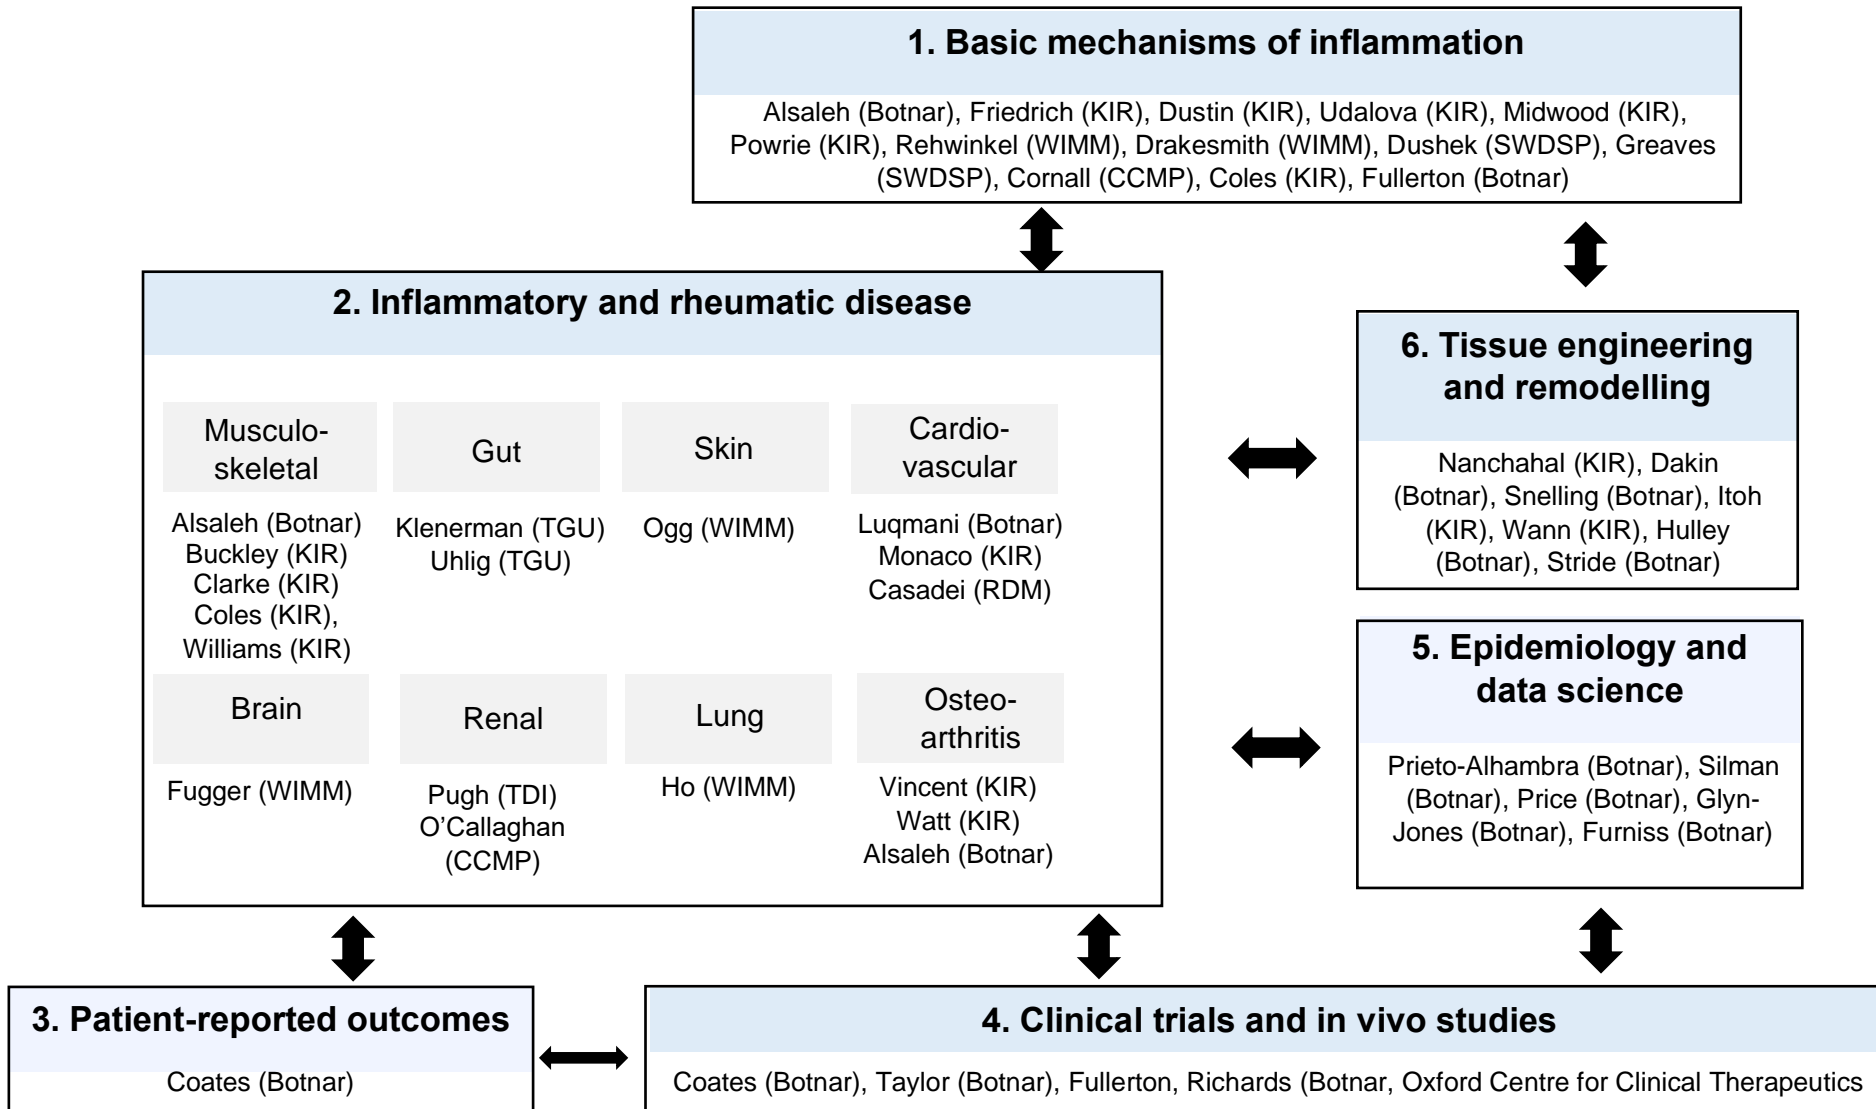 1. Basic mechanisms of inflammation
Alsaleh (Botnar), Friedrich (KIR), Dustin (KIR), Udalova (KIR), Midwood (KIR),
Powrie (KIR), Rehwinkel (WIMM), Drakesmith (WIMM), Dushek (SWDSP), Greaves
(SWDSP), Cornall (CCMP), Coles (KIR), Fullerton (Botnar)
2. Inflammatory and rheumatic disease
Musculo-
skeletal
Alsaleh (Botnar)
Buckley (KIR)
Clarke (KIR)
Coles (KIR),
Williams (KIR)
Gut
Klenerman (TGU)
Uhlig (TGU)
Skin
Ogg (WIMM)
Cardio-
vascular
Luqmani (Botnar)
Monaco (KIR)
Casadei (RDM)
Brain
Fugger (WIMM)
Renal
Pugh (TDI)
O’Callaghan
(CCMP)
Lung
Ho (WIMM)
Osteo-
arthritis
Vincent (KIR)
Watt (KIR)
Alsaleh (Botnar)
6. Tissue engineering
and remodelling
Nanchahal (KIR), Dakin
(Botnar), Snelling (Botnar), Itoh
(KIR), Wann (KIR), Hulley
(Botnar), Stride (Botnar)
5. Epidemiology and
data science
Prieto-Alhambra (Botnar), Silman
(Botnar), Price (Botnar), Glyn-
Jones (Botnar), Furniss (Botnar)
3. Patient-reported outcomes
Coates (Botnar)
4. Clinical trials and in vivo studies
Coates (Botnar), Taylor (Botnar), Fullerton, Richards (Botnar, Oxford Centre for Clinical Therapeutics